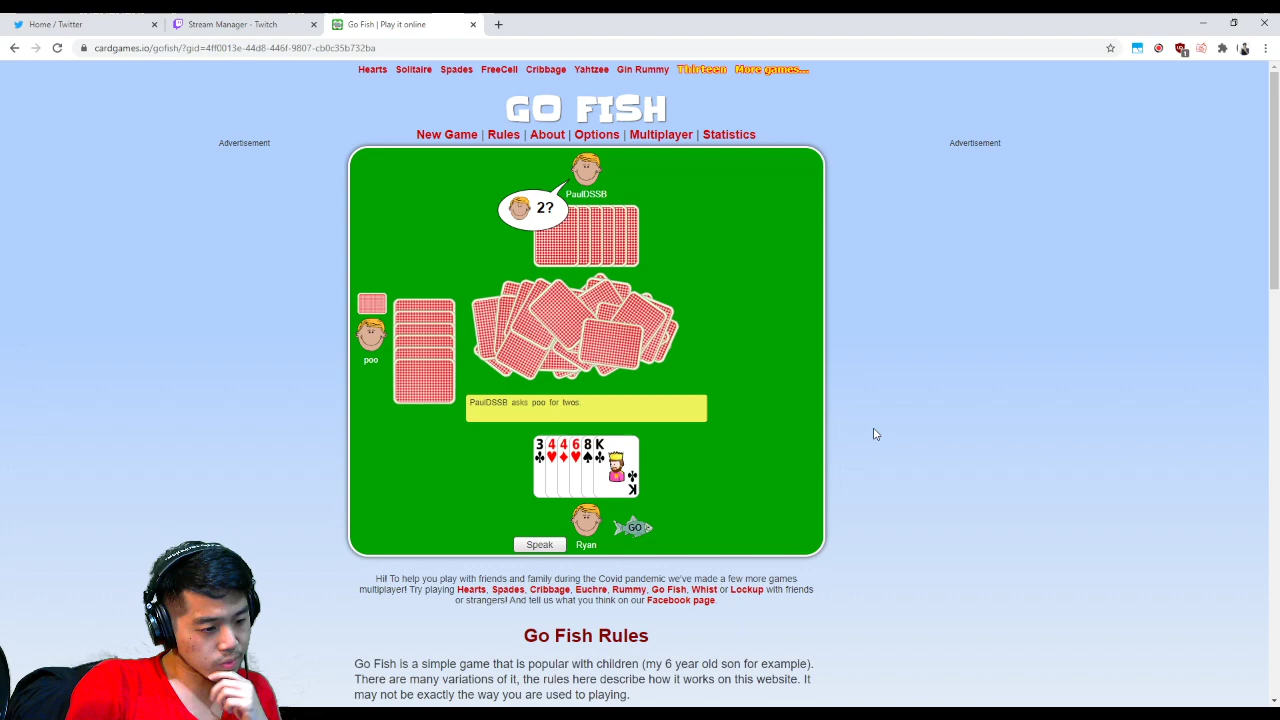 Home / Twitter
Stream Manager - Twitch
Go Fish | Play it online
cardgames.io/gofish/?gid=4ff0013e-44d8-446f-9807-cb0c35b732ba
1
Hearts Solitaire Spades FreeCell Cribbage Yahtzee Gin Rummy Thirteen More games...
GO FISH
New Game | Rules | About | Options | Multiplayer | Statistics
Advertisement
Advertisement
PaulDSSB
2?
poo
PaulDSSB asks poo for twos.
3 4 4 6 8 K
K
GO
Speak
Ryan
Hi! To help you play with friends and family during the Covid pandemic we've made a few more games
multiplayer! Try playing Hearts, Spades, Cribbage, Euchre, Rummy, Go Fish, Whist or Lockup with friends
or strangers! And tell us what you think on our Facebook page.
Go Fish Rules
Go Fish is a simple game that is popular with children (my 6 year old son for example).
There are many variations of it, the rules here describe how it works on this website. It
may not be exactly the way you are used to playing.